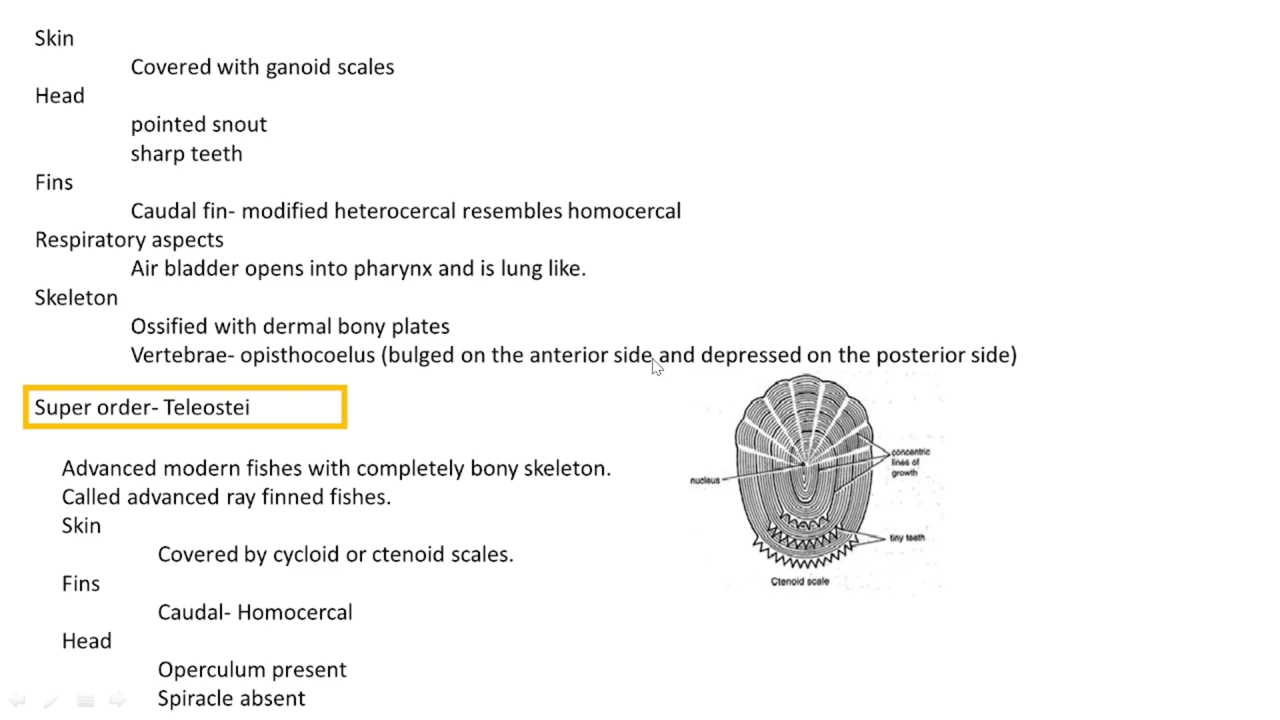 Skin
Covered with ganoid scales
Head
pointed snout
sharp teeth
Fins
Caudal fin- modified heterocercal resembles homocercal
Respiratory aspects
Air bladder opens into pharynx and is lung like.
Skeleton
Ossified with dermal bony plates
Vertebrae- opisthocoelus (bulged on the anterior side and depressed on the posterior side)
Super order- Teleostei
Advanced modern fishes with completely bony skeleton.
Called advanced ray finned fishes.
Skin
Covered by cycloid or ctenoid scales.
Fins
Caudal- Homocercal
Head
Operculum present
Spiracle absent
concentric
lines of
growth
nucleus
tiny teeth
Ctenoid scale